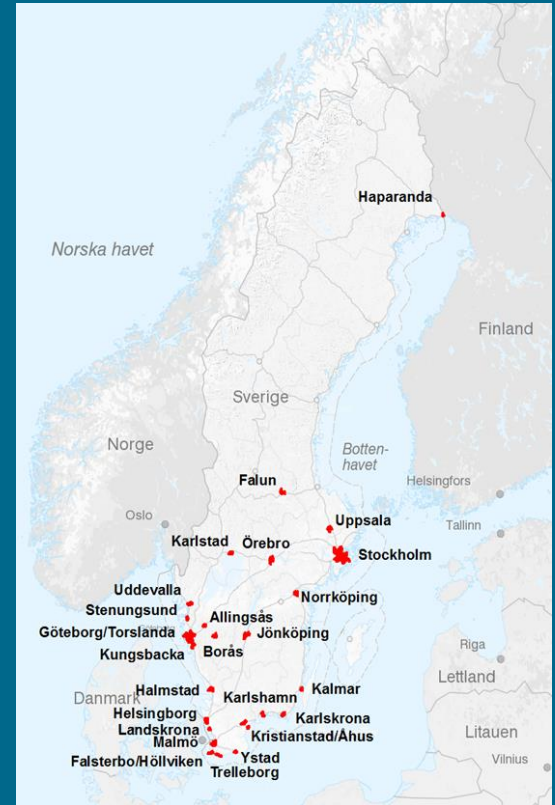 Haparanda
Norska havet
Finland
Sverige
Norge
Botten-
havet
Falun
Helsingfors
Oslo
Uppsala
Tallinn
Karlstad
Örebro
Stockholm
Uddevalla
Norrköping
Stenungsund
Allingsås
Göteborg/Torslanda
Jönköping
Kungsbacka
Borås
Riga
Lettland
Halmstad
Kalmar
Danmark
Karlshamn
Helsingborg
Karlskrona
Landskrona
Kristianstad/Åhus
Litauen
Malmö
Ystad
Vilnius
Falsterbo/Höllviken
Trelleborg